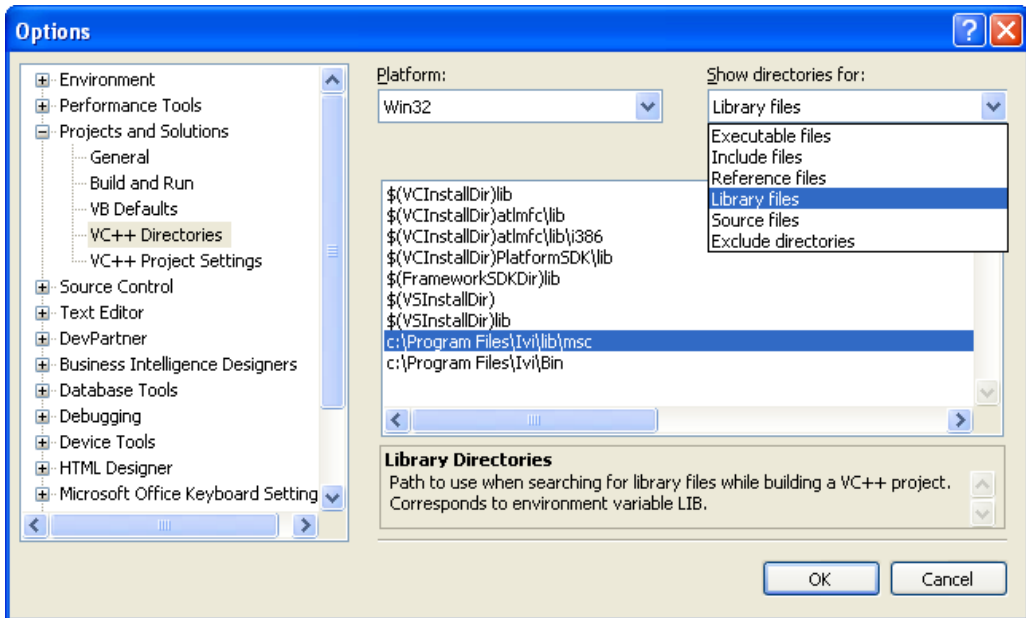 Options
Environment
Performance Tools
Projects and Solutions
General
Build and Run
VB Defaults
VC++ Directories
VC++ Project Settings
Source Control
Text Editor
DevPartner
Business Intelligence Designers
Database Tools
Debugging
Device Tools
HTML Designer
Microsoft Office Keyboard Setting
Platform:
Win32
Show directories for:
Library files
Executable files
Include files
Reference files
Library files
Source files
Exclude directories
$(VCInstallDir)lib
$(VCInstallDir)atlmfc\lib
$(VCInstallDir)atlmfc\lib\i386
$(VCInstallDir)PlatformSDK\lib
$(FrameworkSDKDir)lib
$(VSInstallDir)
$(VSInstallDir)lib
c:\Program Files\Ivi\lib\msc
c:\Program Files\Ivi\Bin
Library Directories
Path to use when searching for library files while building a VC++ project.
Corresponds to environment variable LIB.
OK
Cancel